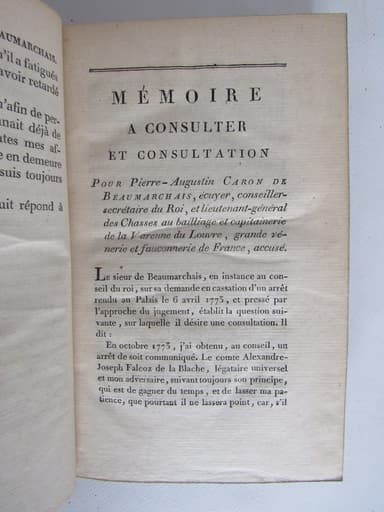 AUMARCHAIS.
'il a fatigués
avoir retardé
'afin de per-
nait déjà de
tes mes af-
e en demeure
suis toujours
uit répond à
MÉMOIRE
A CONSULTER
ET CONSULTATION
Pour Pierre-Augustin CARON DE
BEAUMARCHAIS, écuyer, conseiller-
secrétaire du Roi, et lieutenant-général
des Chasses au bailliage et capitainerie
de la Varenne du Louvre, grande vé-
nerie et fauconnerie de France, accusé.
Le sieur de Beaumarchais, en instance au con-
seil du roi, sur sa demande en cassation d'un arrêt
rendu au Palais le 6 avril 1773, et pressé par
l'approche du jugement, établit la question sui-
vante, sur laquelle il désire une consultation. Il
dit :
En octobre 1773, j'ai obtenu, au conseil, un
arrêt de soit communiqué. Le comte Alexandre-
Joseph Falcoz de la Blache, légataire universel
et mon adversaire, suivant toujours son principe,
qui est de gagner du temps, et de lasser ma pa-
tience, que pourtant il ne lassera point, car, s'il